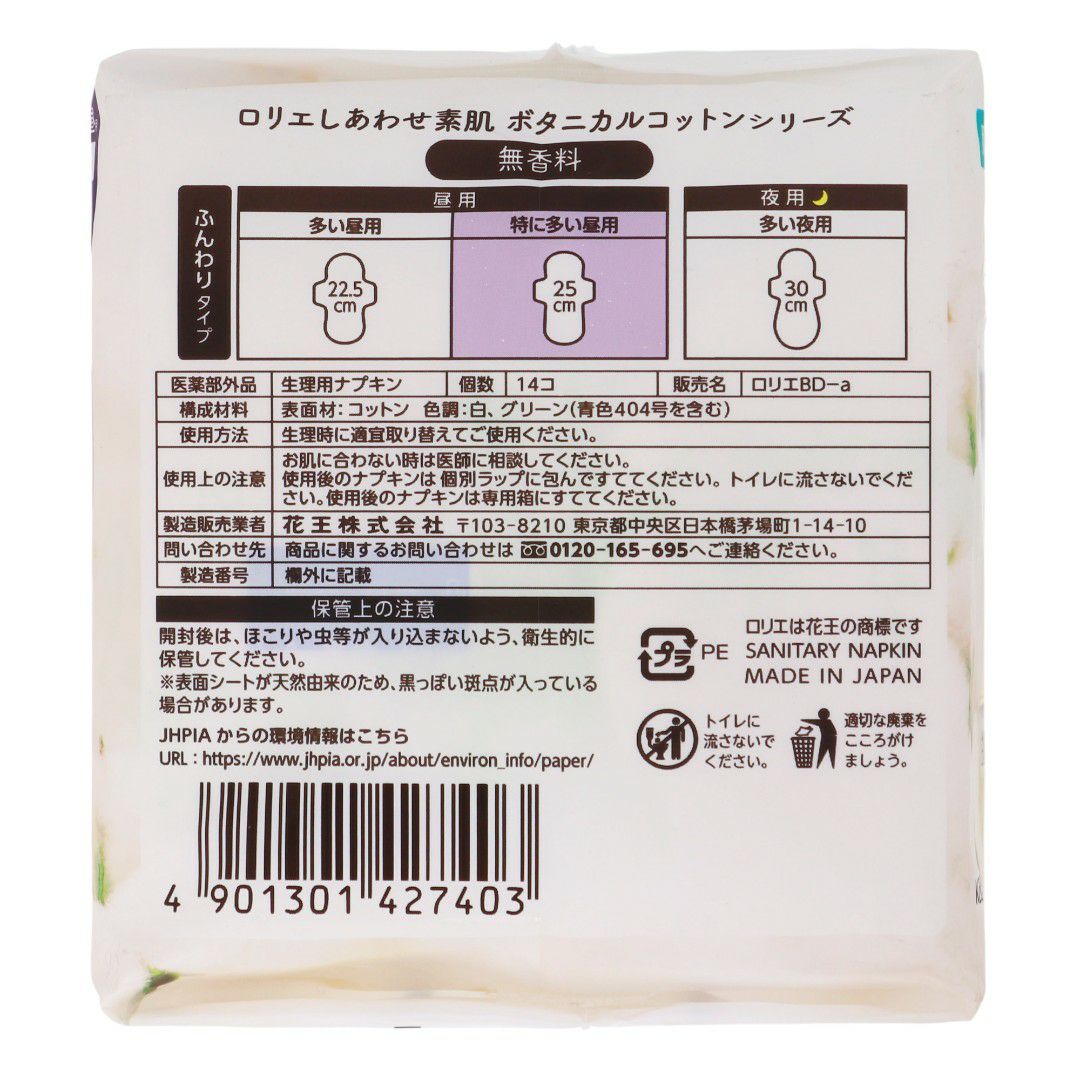 ロリエしあわせ素肌 ボタニカルコットンシリーズ
無香料
ふんわりタイプ
昼用
多い昼用
22.5cm
特に多い昼用
25cm
夜用
多い夜用
30cm
医薬部外品 生理用ナプキン 個数 14コ 販売名 ロリエBD-a
構成材料 表面材:コットン 色調:白、グリーン(青色404号を含む)
使用方法 生理時に適宜取り替えてご使用ください。
使用上の注意 お肌に合わない時は医師に相談してください。
使用後のナプキンは個別ラップに包んですててください。トイレに流さないでくだ
さい。使用後のナプキンは専用箱にすててください。
製造販売業者 花王株式会社 〒103-8210 東京都中央区日本橋茅場町1-14-10
問い合わせ先 商品に関するお問い合わせは 0120-165-695へご連絡ください。
製造番号 欄外に記載
保管上の注意
開封後は、ほこりや虫等が入り込まないよう、衛生的に
保管してください。
※表面シートが天然由来のため、黒っぽい斑点が入っている
場合があります。
JHPIAからの環境情報はこちら
URL:https://www.jhpia.or.jp/about/environ_info/paper/
プラ PE
ロリエは花王の商標です
SANITARY NAPKIN
MADE IN JAPAN
トイレに
流さないで
ください。
適切な廃棄を
こころがけ
ましょう。
4 901301 427403